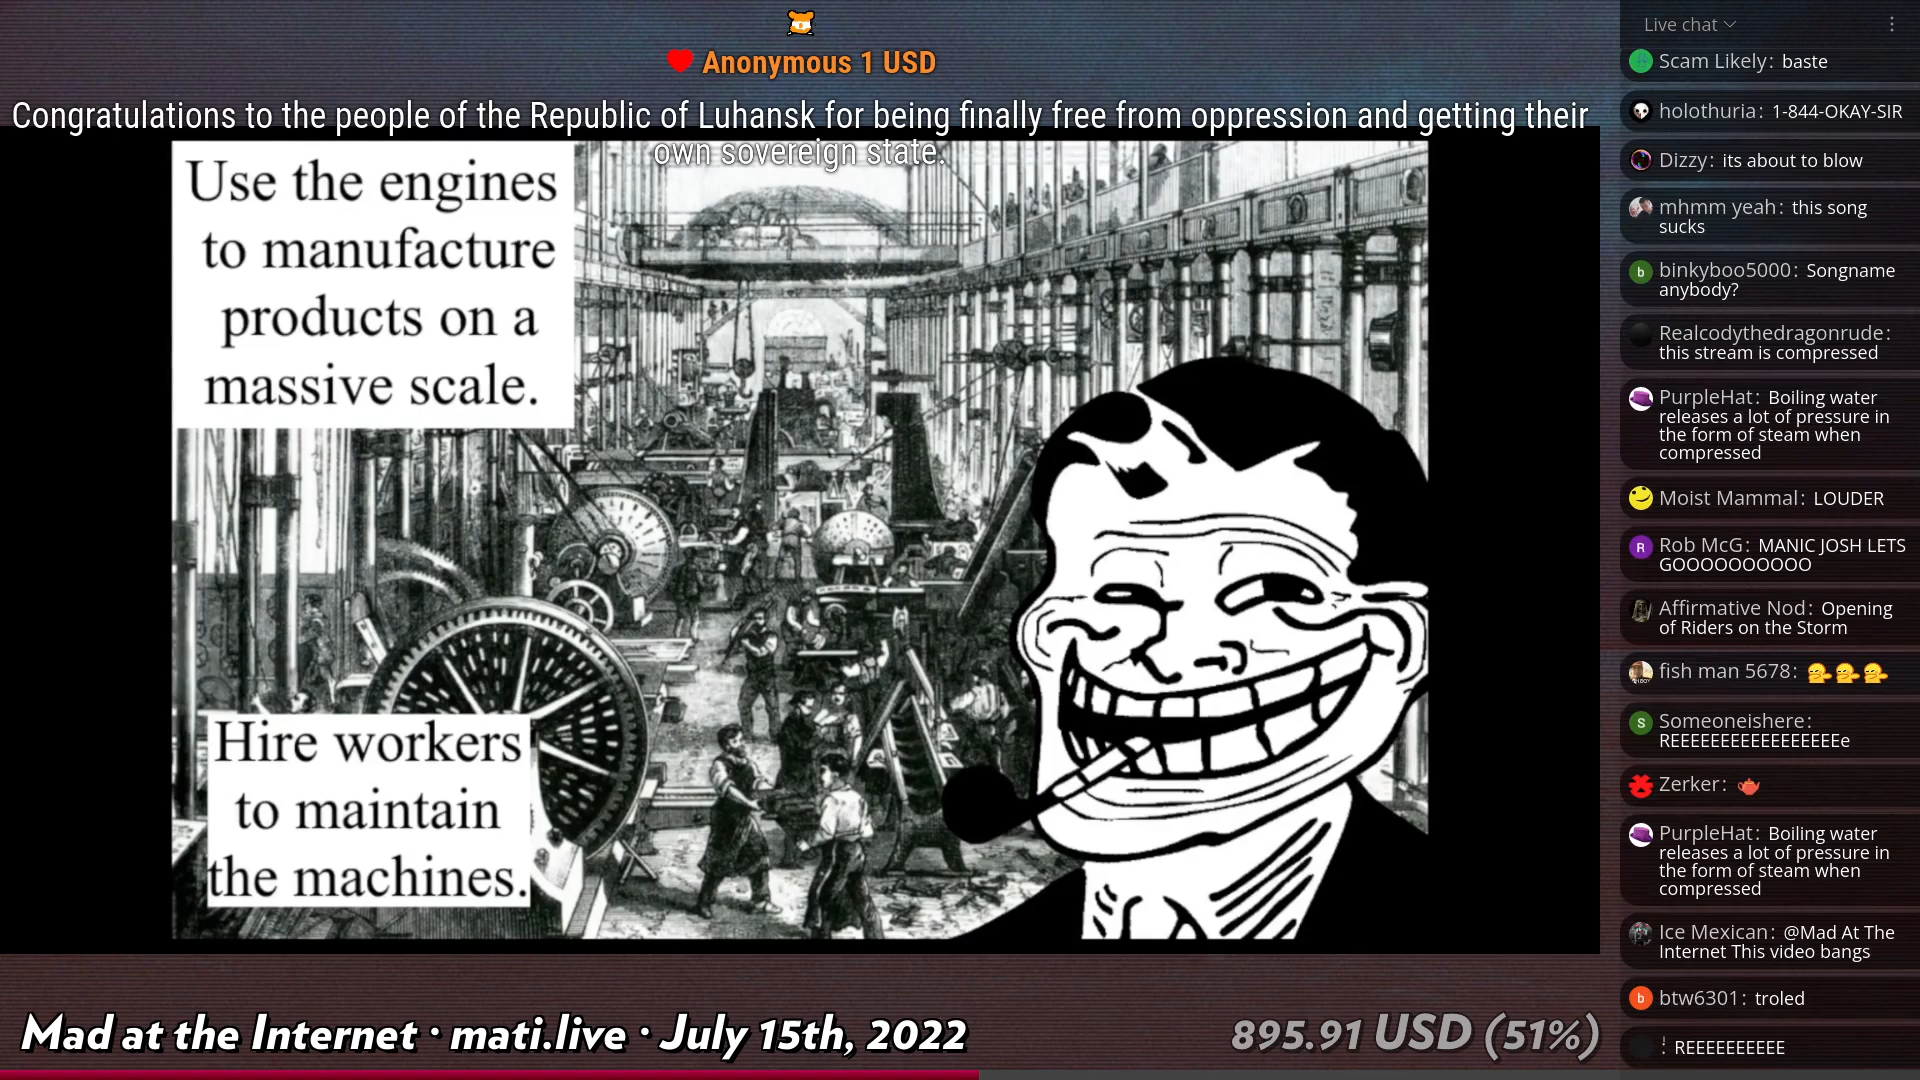 Anonymous 1 USD
Congratulations to the people of the Republic of Luhansk for being finally free from oppression and getting their
own sovereign state.
Use the engines
to manufacture
products on a
massive scale.
Hire workers
to maintain
the machines.
Mad at the Internet · mati.live · July 15th, 2022
895.91 USD (51%)
Live chat
Scam Likely: baste
holothuria: 1-844-OKAY-SIR
Dizzy: its about to blow
mhmm yeah: this song
sucks
b
binkyboo5000: Songname
anybody?
Realcodythedragonrude:
this stream is compressed
PurpleHat: Boiling water
releases a lot of pressure in
the form of steam when
compressed
Moist Mammal: LOUDER
R
Rob McG: MANIC JOSH LETS
GOOOOOOOOOO
Affirmative Nod: Opening
of Riders on the Storm
fish man 5678:
S
Someoneishere:
REEEEEEEEEEEEEEEEEe
Zerker:
PurpleHat: Boiling water
releases a lot of pressure in
the form of steam when
compressed
Ice Mexican: @Mad At The
Internet This video bangs
b
btw6301: troled
¦ REEEEEEEEEE